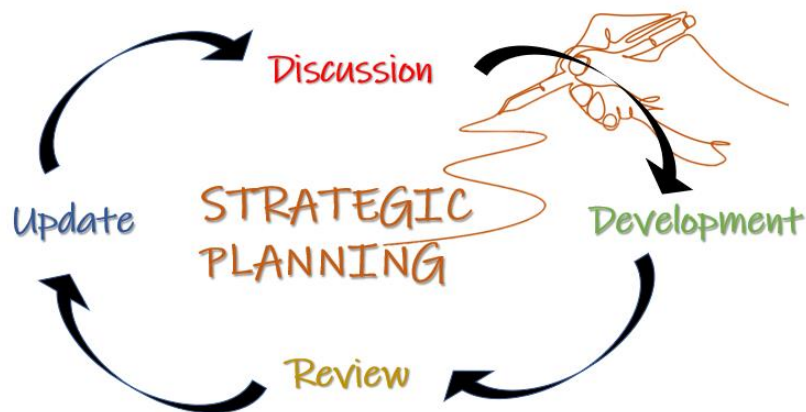 Discussion
Update
STRATEGIC
PLANNING
Development
Review